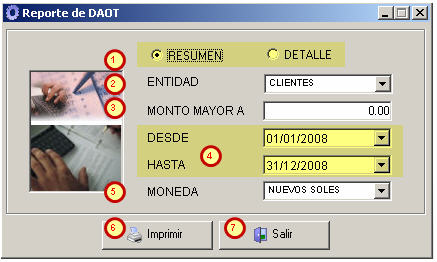 Reporte de DAOT
1 RESUMEN DETALLE
2 ENTIDAD CLIENTES
3 MONTO MAYOR A 0.00
DESDE 01/01/2008
4
HASTA 31/12/2008
5 MONEDA NUEVOS SOLES
6 Imprimir 7 Salir